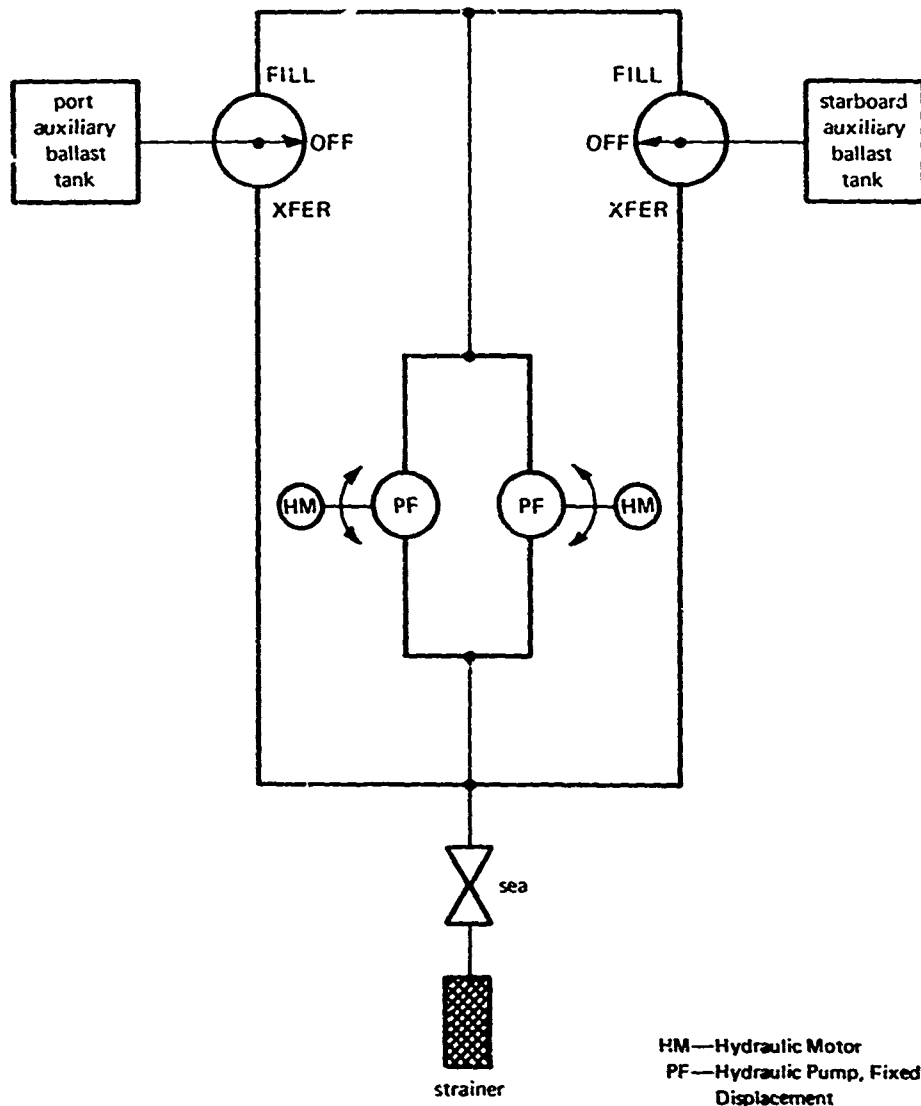 FILL
FILL
port
auxiliary
ballast
tank
OFF
OFF
starboard
auxiliary
ballast
tank
XFER
XFER
HM
PF
PF
HM
sea
strainer
HM—Hydraulic Motor
PF—Hydraulic Pump, Fixed
Displacement